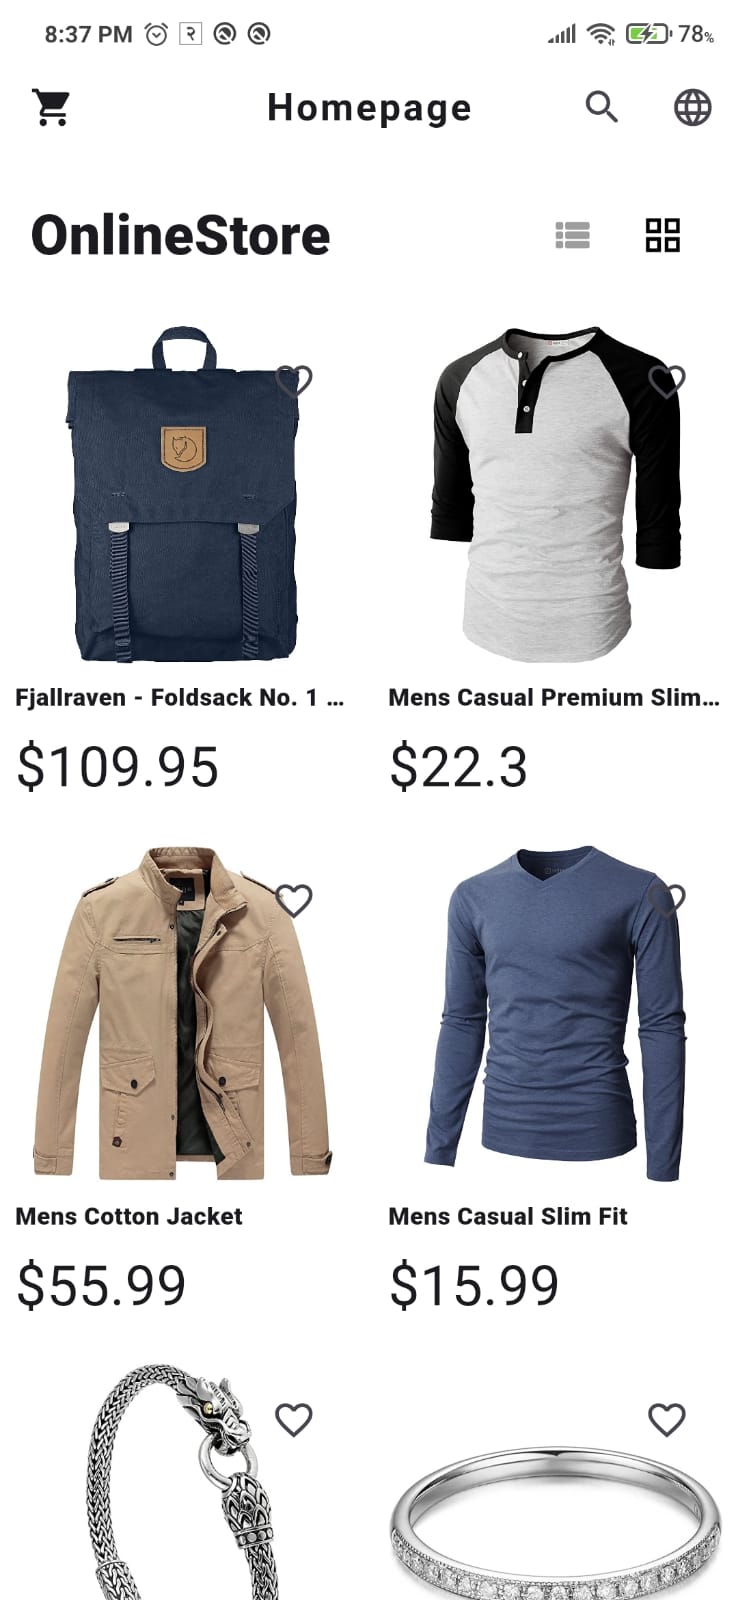 8:37 PM 78%
Homepage
OnlineStore
Fjallraven - Foldsack No. 1 ...
Mens Casual Premium Slim...
$109.95
$22.3
Mens Cotton Jacket
Mens Casual Slim Fit
$55.99
$15.99